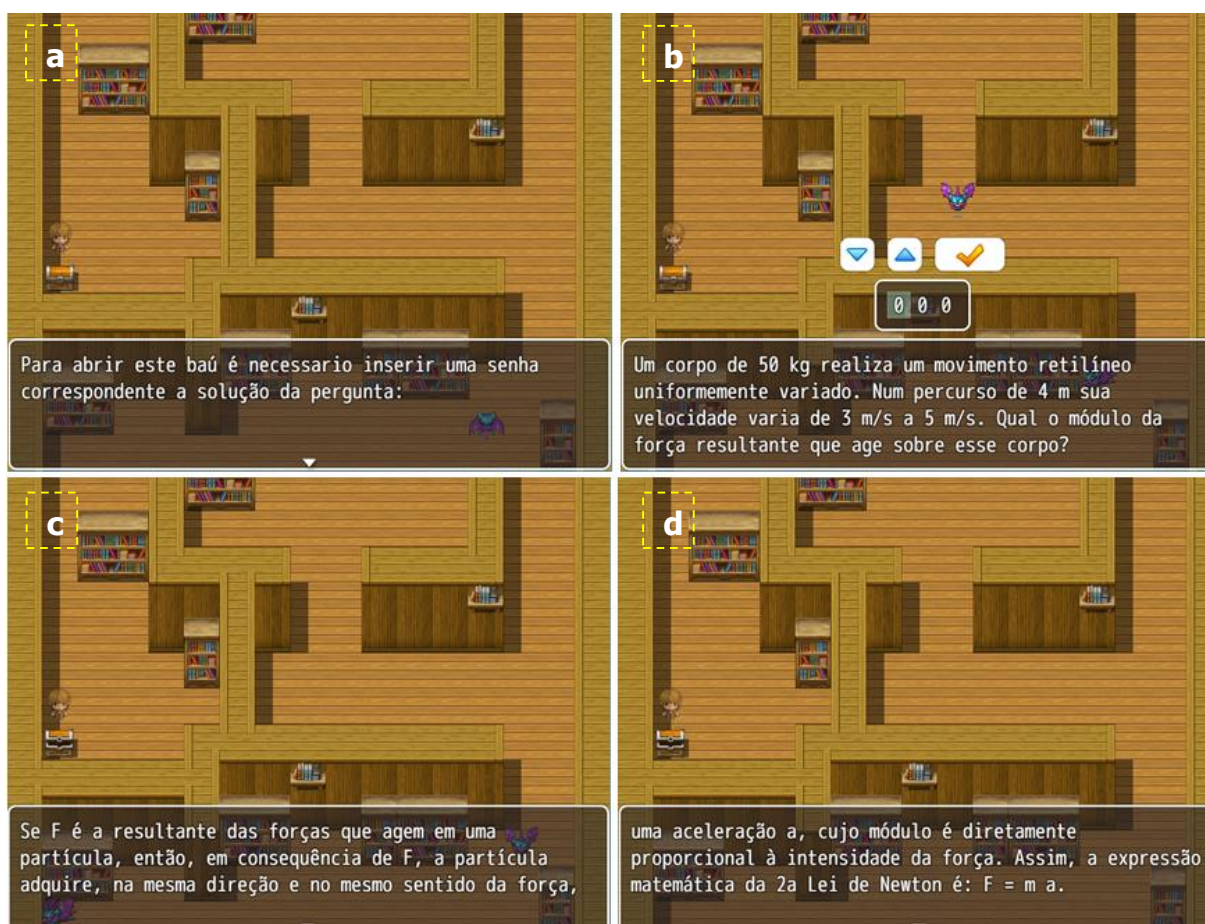 a
Para abrir este baú é necessario inserir uma senha
correspondente a solução da pergunta:
b
0 0 0
Um corpo de 50 kg realiza um movimento retilíneo
uniformemente variado. Num percurso de 4 m sua
velocidade varia de 3 m/s a 5 m/s. Qual o módulo da
força resultante que age sobre esse corpo?
c
Se F é a resultante das forças que agem em uma
partícula, então, em consequência de F, a partícula
adquire, na mesma direção e no mesmo sentido da força,
d
uma aceleração a, cujo módulo é diretamente
proporcional à intensidade da força. Assim, a expressão
matemática da 2a Lei de Newton é: F = m a.